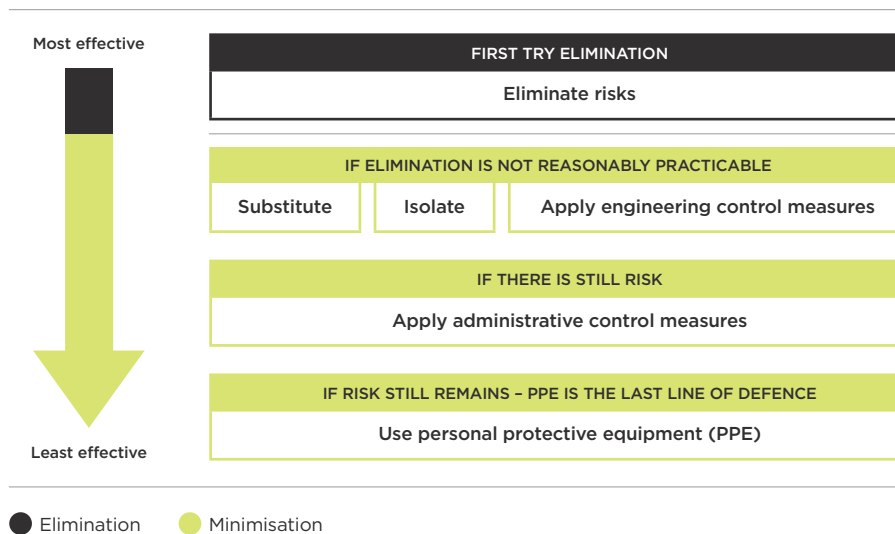 Most effective
FIRST TRY ELIMINATION
Eliminate risks
IF ELIMINATION IS NOT REASONABLY PRACTICABLE
Substitute
Isolate
Apply engineering control measures
IF THERE IS STILL RISK
Apply administrative control measures
IF RISK STILL REMAINS – PPE IS THE LAST LINE OF DEFENCE
Use personal protective equipment (PPE)
Least effective
Elimination
Minimisation